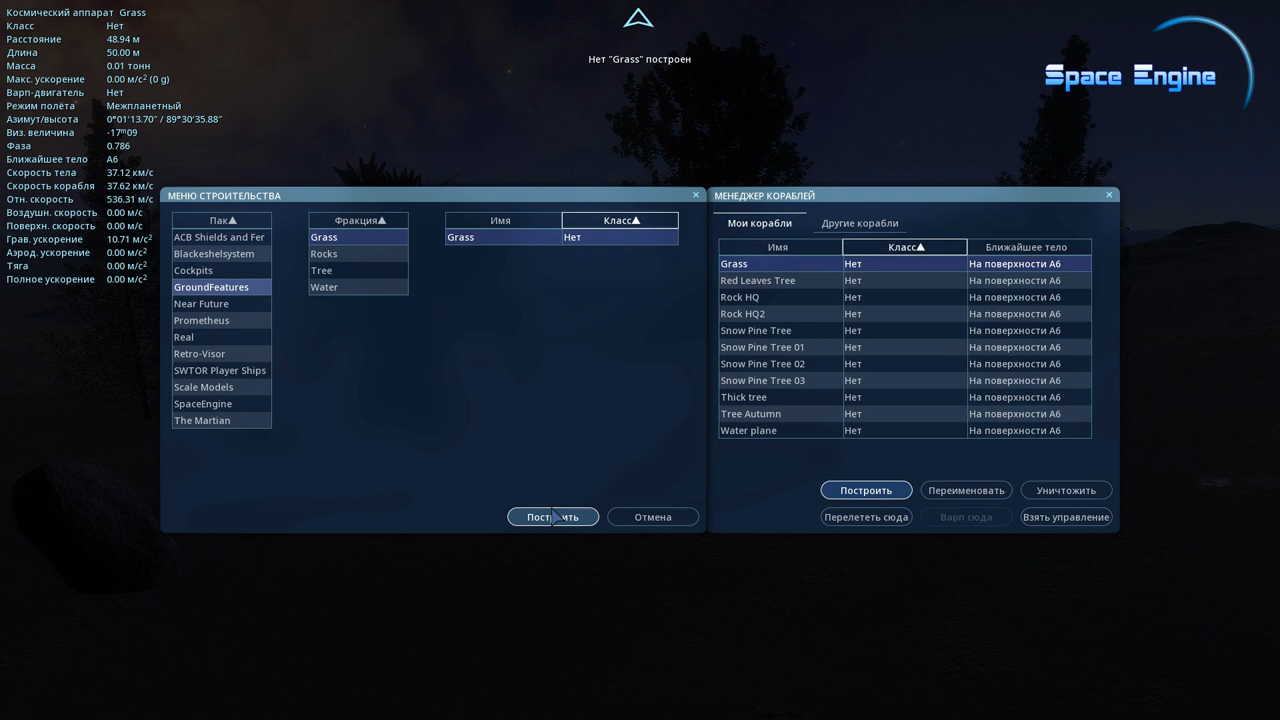 Космический аппарат Grass
Класс Нет
Расстояние 48.94 м
Длина 50.00 м
Масса 0.01 тонн
Макс. ускорение 0.00 м/с² (0 g)
Варп-двигатель Нет
Режим полёта Межпланетный
Азимут/высота 0°01'13.70" / 89°30'35.88"
Виз. величина -17ᵐ09
Фаза 0.786
Ближайшее тело A6
Скорость тела 37.12 км/с
Скорость корабля 37.62 км/с
Отн. скорость 536.31 м/с
Воздушн. скорость 0.00 м/с
Поверхн. скорость 0.00 м/с
Грав. ускорение 10.71 м/с²
Аэрод. ускорение 0.00 м/с²
Тяга 0.00 м/с²
Полное ускорение 0.00 м/с²
Нет "Grass" построен
Space Engine
МЕНЮ СТРОИТЕЛЬСТВА ×
Пак▲ Фракция▲ Имя Класс▲
ACB Shields and Fer Grass Grass Нет
Blackeshelsystem Rocks
Cockpits Tree
GroundFeatures Water
Near Future
Prometheus
Real
Retro-Visor
SWTOR Player Ships
Scale Models
SpaceEngine
The Martian
Построить Отмена
МЕНЕДЖЕР КОРАБЛЕЙ ×
Мои корабли Другие корабли
Имя Класс▲ Ближайшее тело
Grass Нет На поверхности A6
Red Leaves Tree Нет На поверхности A6
Rock HQ Нет На поверхности A6
Rock HQ2 Нет На поверхности A6
Snow Pine Tree Нет На поверхности A6
Snow Pine Tree 01 Нет На поверхности A6
Snow Pine Tree 02 Нет На поверхности A6
Snow Pine Tree 03 Нет На поверхности A6
Thick tree Нет На поверхности A6
Tree Autumn Нет На поверхности A6
Water plane Нет На поверхности A6
Построить Переименовать Уничтожить
Перелететь сюда Варп сюда Взять управление